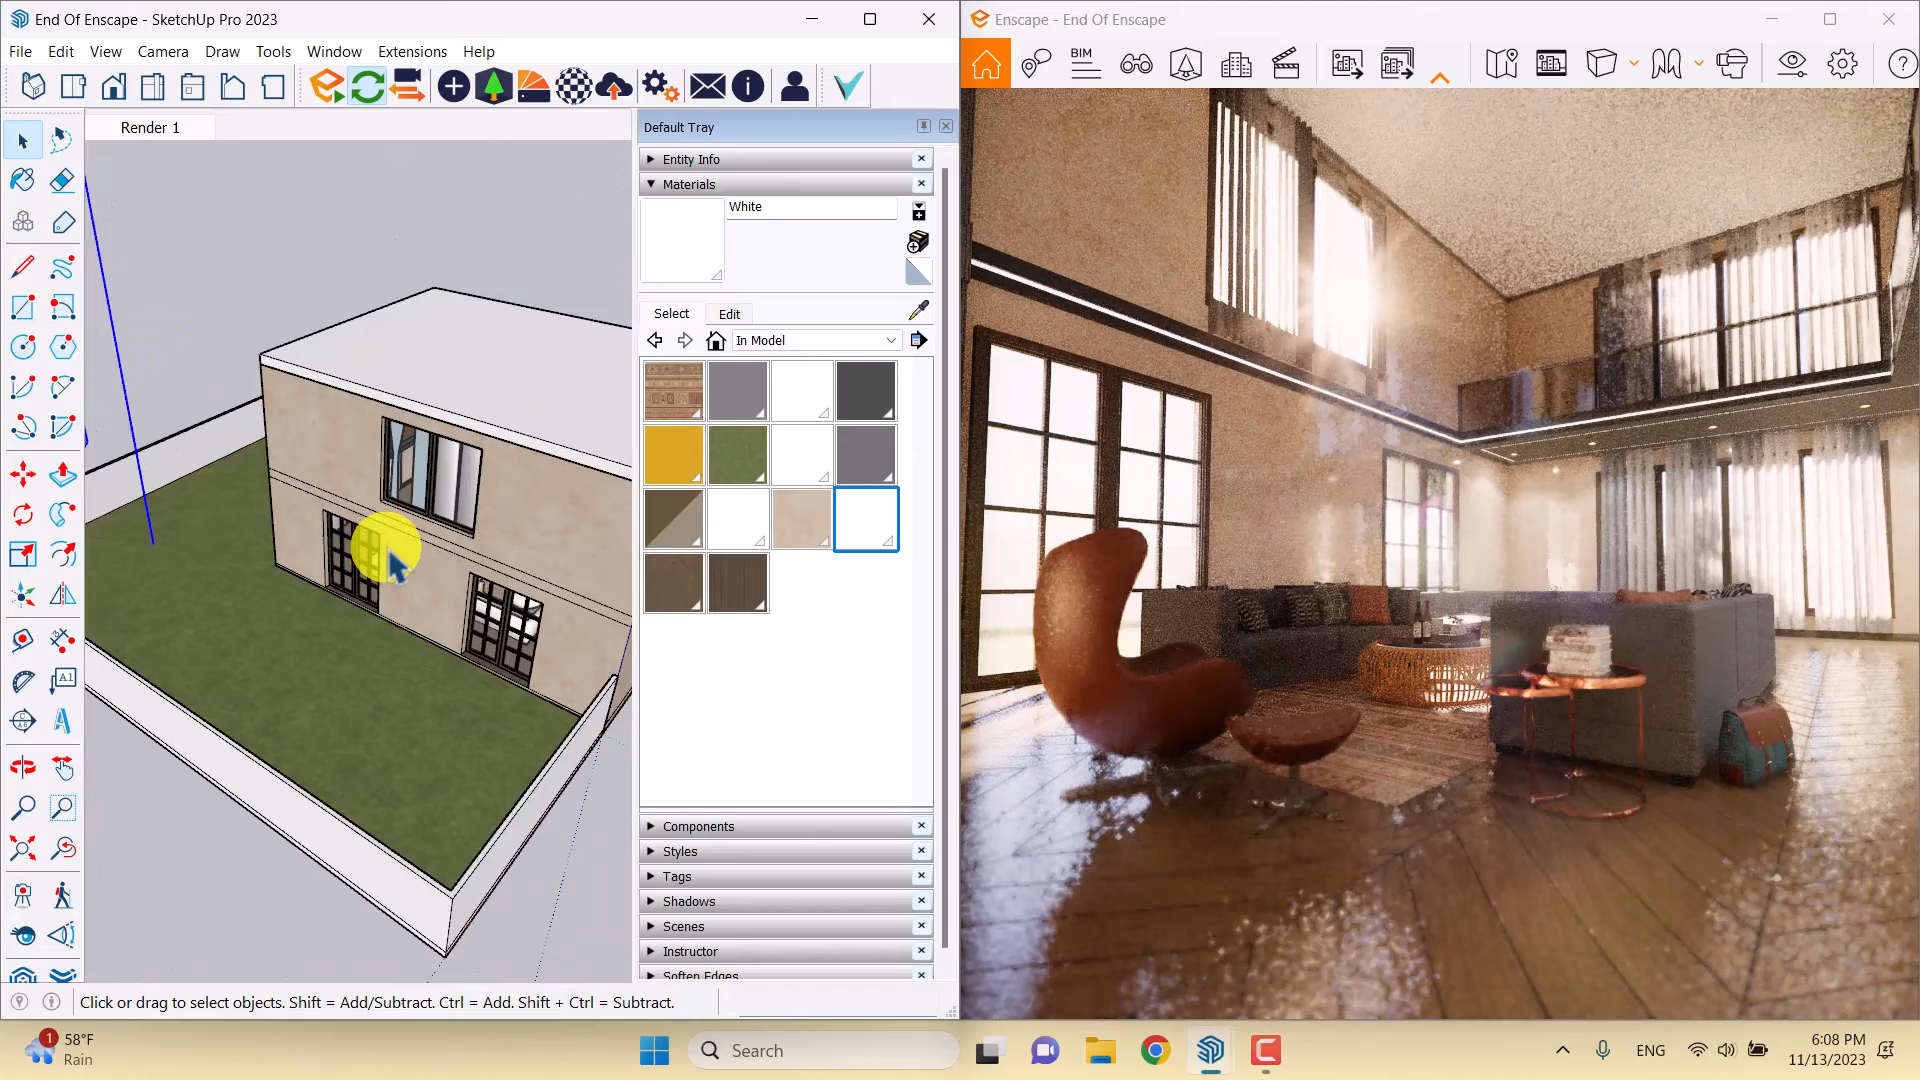 End Of Enscape - SketchUp Pro 2023
File Edit View Camera Draw Tools Window Extensions Help
Render 1
Default Tray
Entity Info
Materials
White
Select Edit
In Model
Components
Styles
Tags
Shadows
Scenes
Instructor
Soften Edges
Click or drag to select objects. Shift = Add/Subtract. Ctrl = Add. Shift + Ctrl = Subtract.
Enscape - End Of Enscape
BIM
1
58°F
Rain
Search
ENG
6:08 PM
11/13/2023